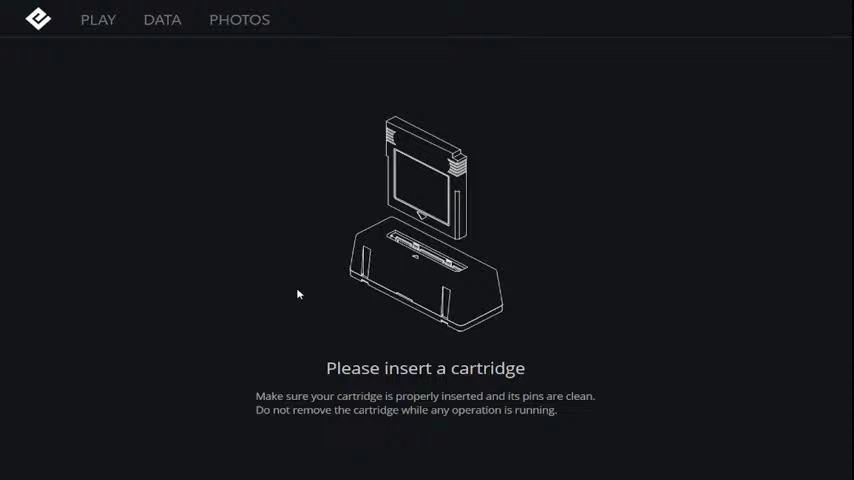 PLAY DATA PHOTOS
Please insert a cartridge
Make sure your cartridge is properly inserted and its pins are clean.
Do not remove the cartridge while any operation is running.